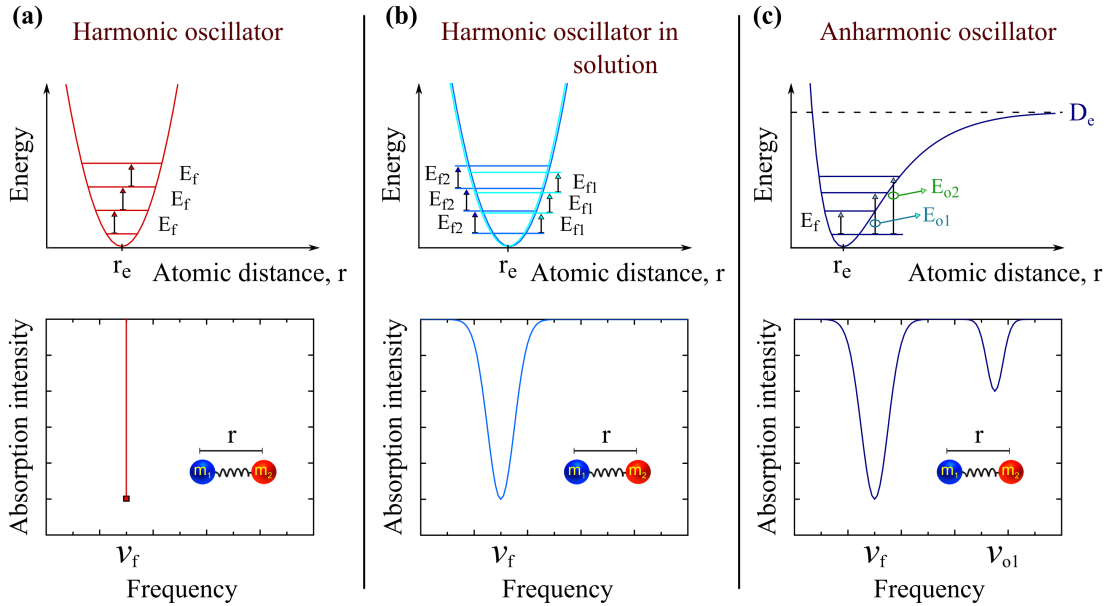 (a)
Harmonic oscillator
Energy
E_f
E_f
E_f
r_e
Atomic distance, r
Absorption intensity
r
m_1
m_2
ν_f
Frequency
(b)
Harmonic oscillator in
solution
Energy
E_f2
E_f1
E_f2
E_f1
E_f2
E_f1
r_e
Atomic distance, r
Absorption intensity
r
m_1
m_2
ν_f
Frequency
(c)
Anharmonic oscillator
Energy
D_e
E_o2
E_f
E_o1
r_e
Atomic distance, r
Absorption intensity
r
m_1
m_2
ν_f
ν_o1
Frequency